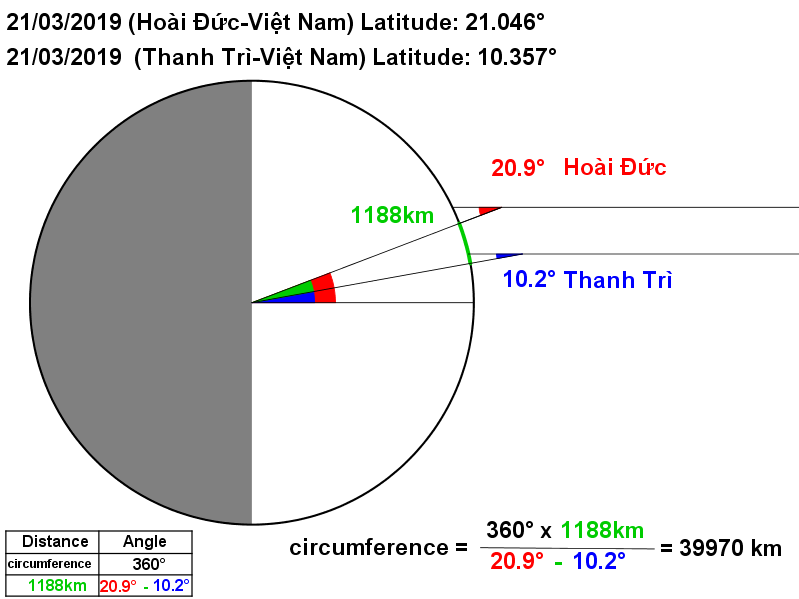 21/03/2019 (Hoài Đức-Việt Nam) Latitude: 21.046°
21/03/2019 (Thanh Trì-Việt Nam) Latitude: 10.357°
20.9° Hoài Đức
1188km
10.2° Thanh Trì
Distance Angle
circumference 360°
1188km 20.9° - 10.2°
circumference = 360° x 1188km
20.9° - 10.2°
= 39970 km